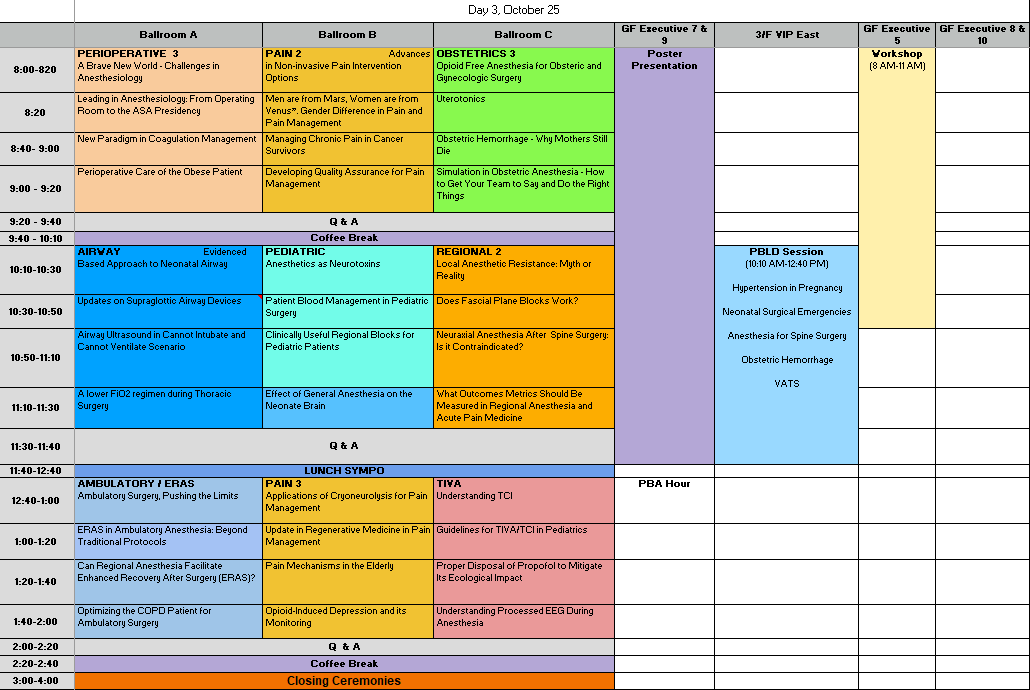 Day 3, October 25
Ballroom A
Ballroom B
Ballroom C
GF Executive 7 &
9
3/F VIP East
GF Executive
5
GF Executive 8 &
10
8:00-820
PERIOPERATIVE 3
A Brave New World - Challenges in
Anesthesiology
PAIN 2 Advances
in Non-invasive Pain Intervention
Options
OBSTETRICS 3
Opioid Free Anesthesia for Obsteric and
Gynecologic Surgery
Poster
Presentation
Workshop
(8 AM-11 AM)
8:20
Leading in Anesthesiology: From Operating
Room to the ASA Presidency
Men are from Mars, Women are from
Venus*. Gender Difference in Pain and
Pain Management
Uterotonics
8:40- 9:00
New Paradigm in Coagulation Management
Managing Chronic Pain in Cancer
Survivors
Obstetric Hemorrhage - Why Mothers Still
Die
9:00 - 9:20
Perioperative Care of the Obese Patient
Developing Quality Assurance for Pain
Management
Simulation in Obstetric Anesthesia - How
to Get Your Team to Say and Do the Right
Things
9:20 - 9:40
Q & A
9:40 - 10:10
Coffee Break
10:10-10:30
AIRWAY Evidenced
Based Approach to Neonatal Airway
PEDIATRIC
Anesthetics as Neurotoxins
REGIONAL 2
Local Anesthetic Resistance: Myth or
Reality
PBLD Session
(10:10 AM-12:40 PM)
Hypertension in Pregnancy
Neonatal Surgical Emergencies
Anesthesia for Spine Surgery
Obstetric Hemorrhage
VATS
10:30-10:50
Updates on Supraglottic Airway Devices
Patient Blood Management in Pediatric
Surgery
Does Fascial Plane Blocks Work?
10:50-11:10
Airway Ultrasound in Cannot Intubate and
Cannot Ventilate Scenario
Clinically Useful Regional Blocks for
Pediatric Patients
Neuraxial Anesthesia After Spine Surgery:
Is it Contraindicated?
11:10-11:30
A lower FiO2 regimen during Thoracic
Surgery
Effect of General Anesthesia on the
Neonate Brain
What Outcomes Metrics Should Be
Measured in Regional Anesthesia and
Acute Pain Medicine
11:30-11:40
Q & A
11:40-12:40
LUNCH SYMPO
12:40-1:00
AMBULATORY / ERAS
Ambulatory Surgery, Pushing the Limits
PAIN 3
Applications of Cryoneurolysis for Pain
Management
TIVA
Understanding TCI
PBA Hour
1:00-1:20
ERAS in Ambulatory Anesthesia: Beyond
Traditional Protocols
Update in Regenerative Medicine in Pain
Management
Guidelines for TIVA/TCI in Pediatrics
1:20-1:40
Can Regional Anesthesia Facilitate
Enhanced Recovery After Surgery (ERAS)?
Pain Mechanisms in the Elderly
Proper Disposal of Propofol to Mitigate
Its Ecological Impact
1:40-2:00
Optimizing the COPD Patient for
Ambulatory Surgery
Opioid-Induced Depression and its
Monitoring
Understanding Processed EEG During
Anesthesia
2:00-2:20
Q & A
2:20-2:40
Coffee Break
3:00-4:00
Closing Ceremonies